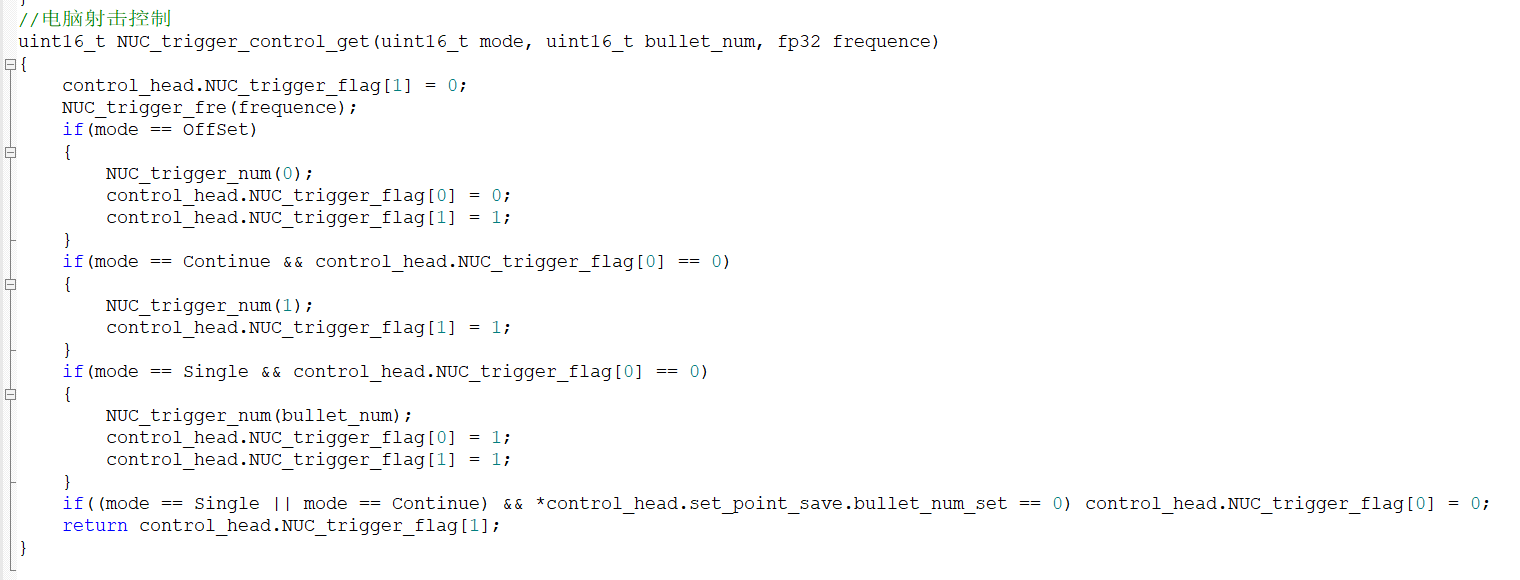 }
//电脑射击控制
uint16_t NUC_trigger_control_get(uint16_t mode, uint16_t bullet_num, fp32 frequence)
{
    control_head.NUC_trigger_flag[1] = 0;
    NUC_trigger_fre(frequence);
    if(mode == OffSet)
    {
        NUC_trigger_num(0);
        control_head.NUC_trigger_flag[0] = 0;
        control_head.NUC_trigger_flag[1] = 1;
    }
    if(mode == Continue && control_head.NUC_trigger_flag[0] == 0)
    {
        NUC_trigger_num(1);
        control_head.NUC_trigger_flag[1] = 1;
    }
    if(mode == Single && control_head.NUC_trigger_flag[0] == 0)
    {
        NUC_trigger_num(bullet_num);
        control_head.NUC_trigger_flag[0] = 1;
        control_head.NUC_trigger_flag[1] = 1;
    }
    if((mode == Single || mode == Continue) && *control_head.set_point_save.bullet_num_set == 0) control_head.NUC_trigger_flag[0] = 0;
    return control_head.NUC_trigger_flag[1];
}